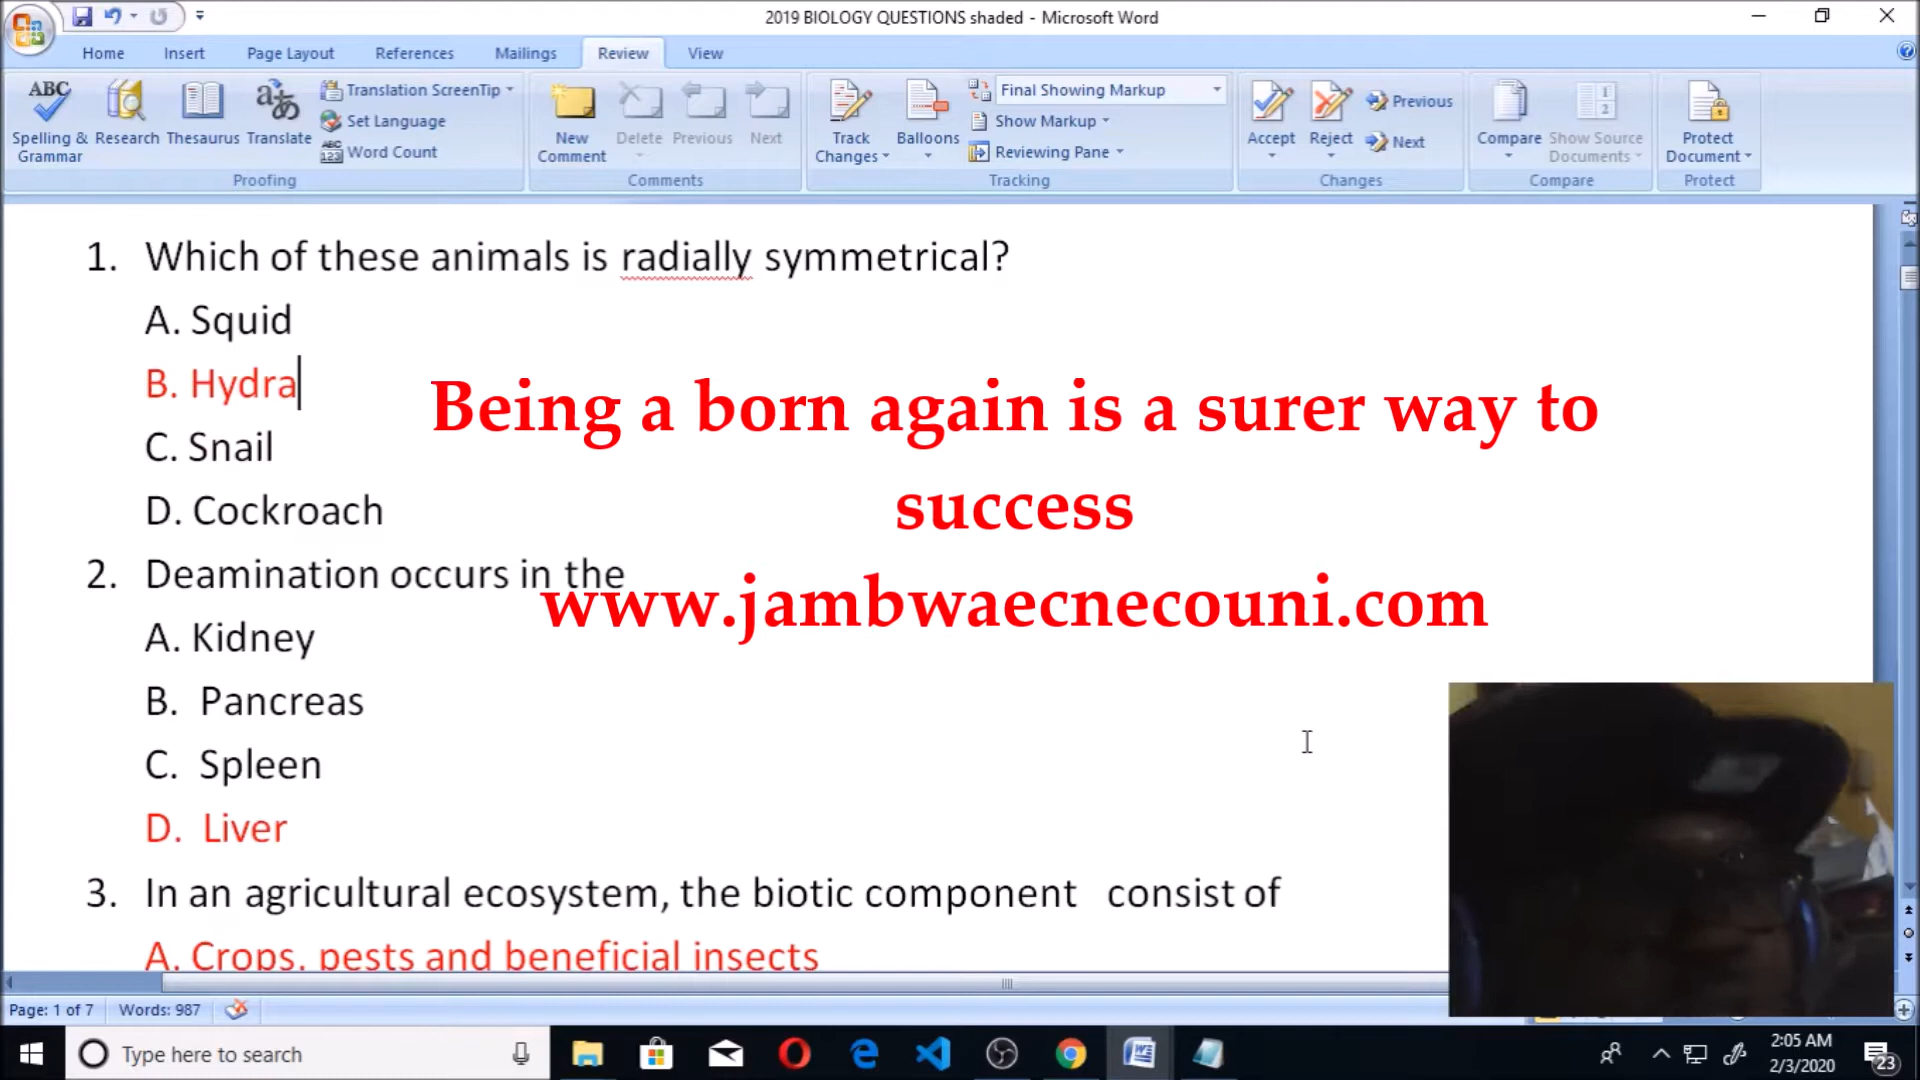 2019 BIOLOGY QUESTIONS shaded - Microsoft Word
Home Insert Page Layout References Mailings Review View
ABC Spelling & Grammar
Research
Thesaurus
Translate
Translation ScreenTip
Set Language
ABC 123 Word Count
Proofing
New Comment
Delete
Previous
Next
Comments
Track Changes
Balloons
Final Showing Markup
Show Markup
Reviewing Pane
Tracking
Accept
Reject
Previous
Next
Changes
Compare
Show Source Documents
Compare
Protect Document
Protect
1. Which of these animals is radially symmetrical?
A. Squid
B. Hydra
C. Snail
D. Cockroach
Being a born again is a surer way to
success
www.jambwaecnecouni.com
2. Deamination occurs in the
A. Kidney
B. Pancreas
C. Spleen
D. Liver
3. In an agricultural ecosystem, the biotic component consist of
A. Crops, pests and beneficial insects
Page: 1 of 7 Words: 987
Type here to search
2:05 AM
2/3/2020
23